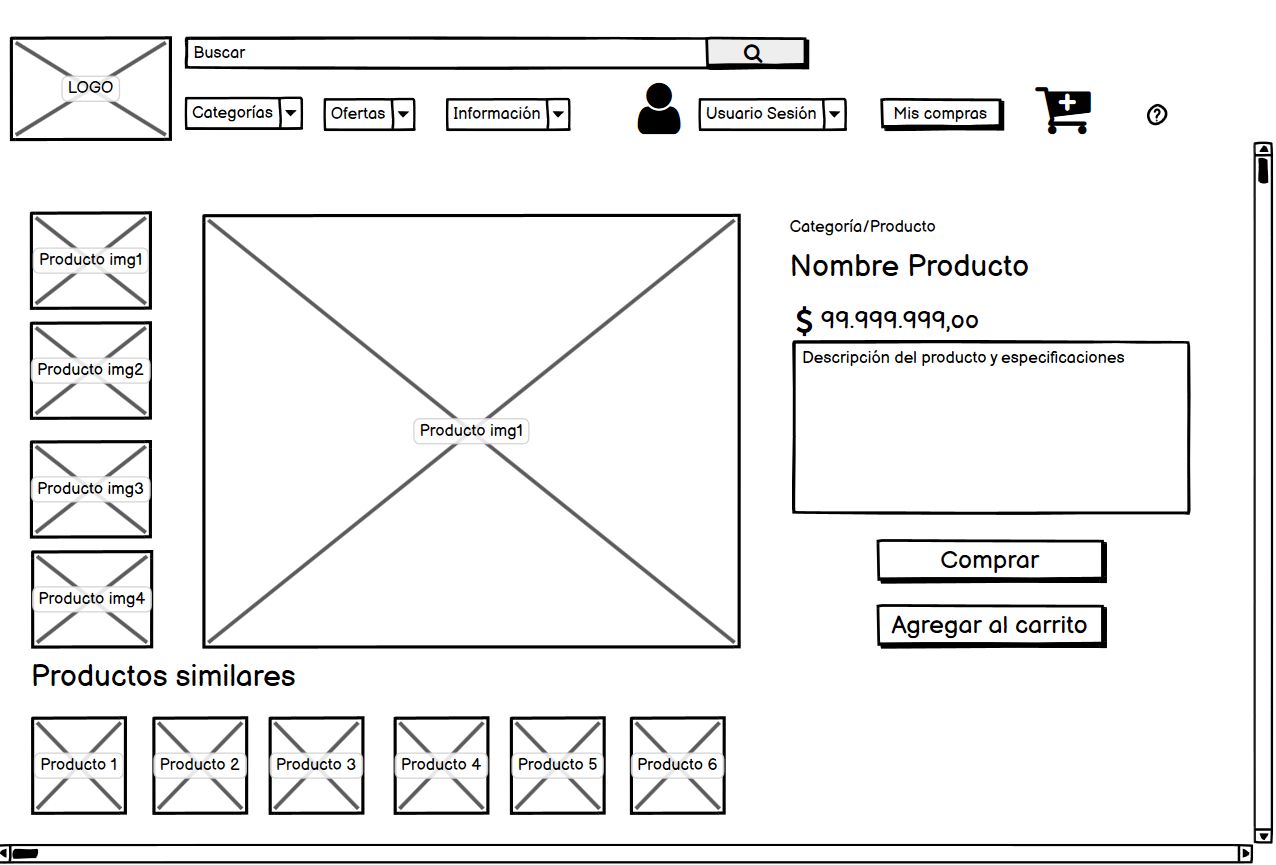 LOGO
Buscar
Categorías
Ofertas
Información
Usuario Sesión
Mis compras
?
Producto img1
Producto img2
Producto img3
Producto img4
Producto img1
Categoría/Producto
Nombre Producto
$ 99.999.999,00
Descripción del producto y especificaciones
Comprar
Agregar al carrito
Productos similares
Producto 1
Producto 2
Producto 3
Producto 4
Producto 5
Producto 6